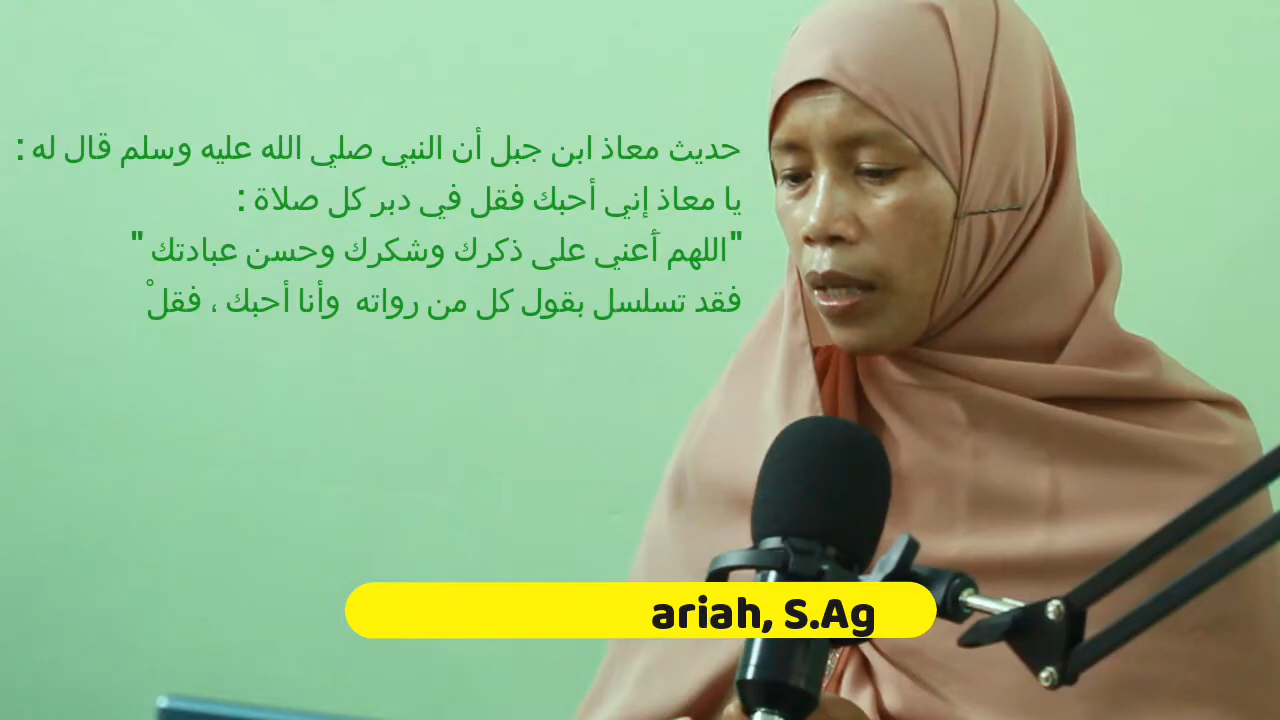 حديث معاذ ابن جبل أن النبي صلي الله عليه وسلم قال له :
يا معاذ إني أحبك فقل في دبر كل صلاة :
"اللهم أعني على ذكرك وشكرك وحسن عبادتك "
فقد تسلسل بقول كل من رواته وأنا أحبك ، فقلْ
ariah, S.Ag